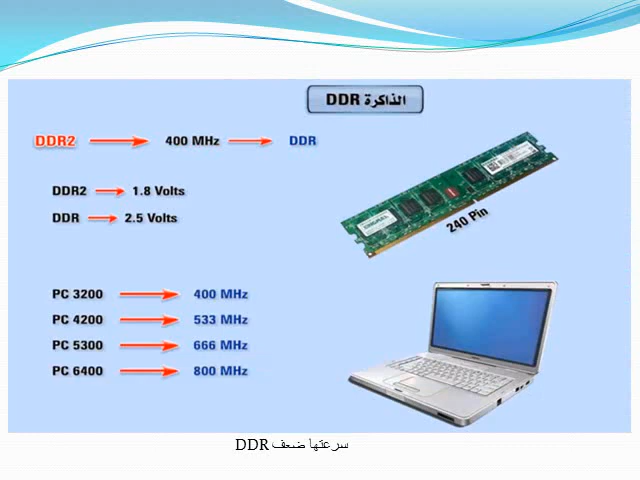 الذاكرة DDR
DDR2 400 MHz DDR
DDR2 1.8 Volts
DDR 2.5 Volts
240 Pin
PC 3200 400 MHz
PC 4200 533 MHz
PC 5300 666 MHz
PC 6400 800 MHz
سرعتها ضعف DDR